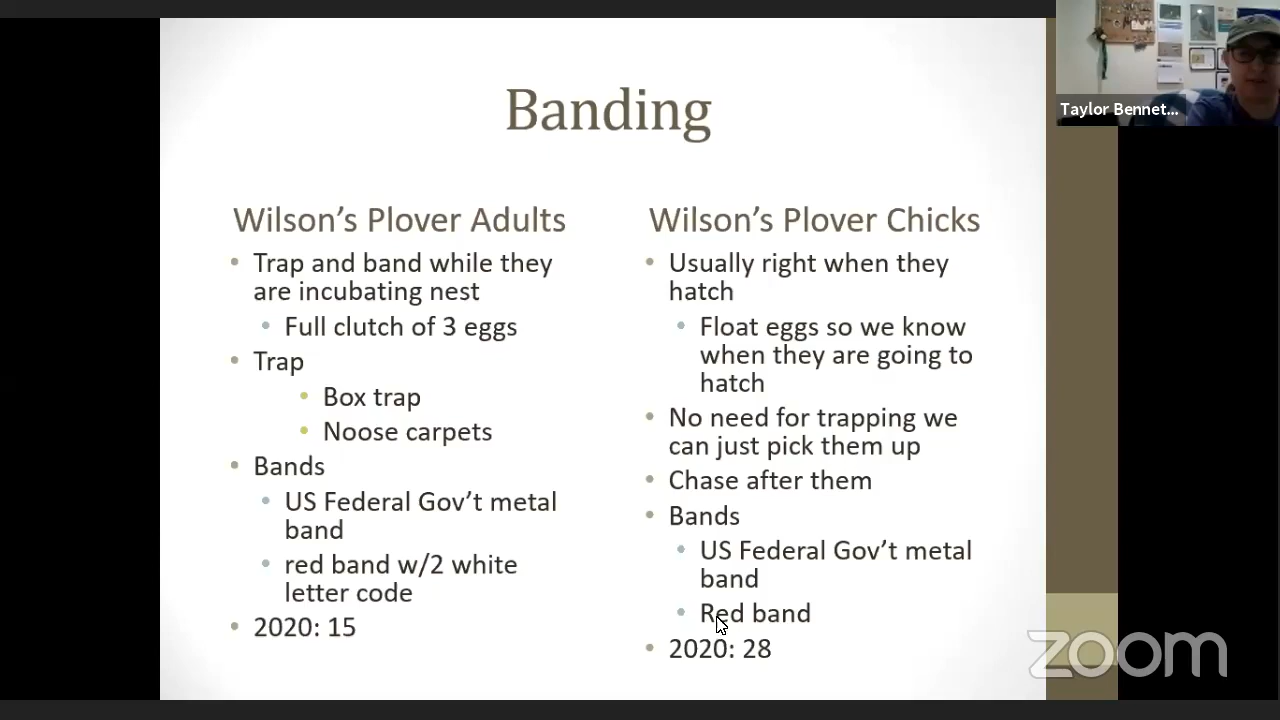 Banding
Wilson's Plover Adults
• Trap and band while they
are incubating nest
• Full clutch of 3 eggs
• Trap
• Box trap
• Noose carpets
• Bands
• US Federal Gov't metal
band
• red band w/2 white
letter code
• 2020: 15
Wilson's Plover Chicks
• Usually right when they
hatch
• Float eggs so we know
when they are going to
hatch
• No need for trapping we
can just pick them up
• Chase after them
• Bands
• US Federal Gov't metal
band
• Red band
• 2020: 28
Taylor Bennet...
zoom